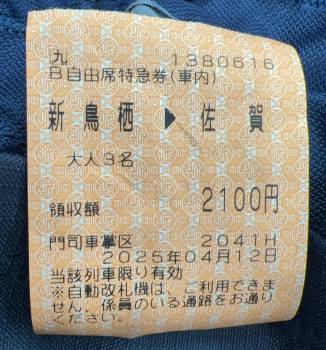 九 1380616
B自由席特急券(車内)
新鳥栖 ▶ 佐賀
大人3名
領収額 2100円
門司車掌区 2041H
2025年04月12日
当該列車限り有効
※自動改札機は、ご利用できま
せん。係員のいる通路をお通り
ください。